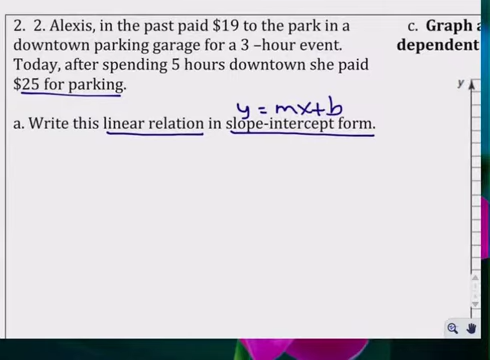 2. 2. Alexis, in the past paid $19 to the park in a
downtown parking garage for a 3 –hour event.
Today, after spending 5 hours downtown she paid
$25 for parking.
y = mx+b
a. Write this linear relation in slope-intercept form.
c. Graph
dependent
y